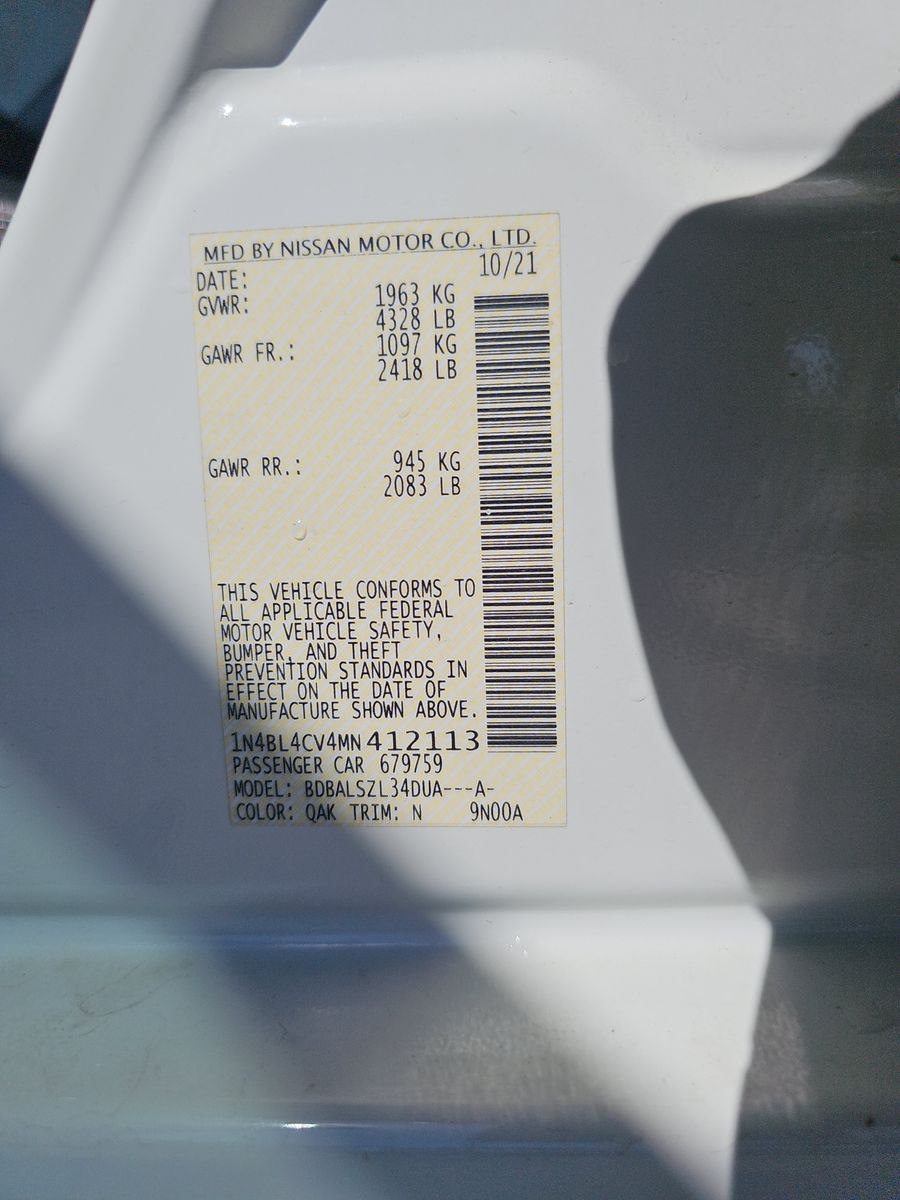 MFD BY NISSAN MOTOR CO., LTD.
DATE: 10/21
GVWR: 1963 KG
4328 LB
GAWR FR.: 1097 KG
2418 LB
GAWR RR.: 945 KG
2083 LB
THIS VEHICLE CONFORMS TO
ALL APPLICABLE FEDERAL
MOTOR VEHICLE SAFETY,
BUMPER, AND THEFT
PREVENTION STANDARDS IN
EFFECT ON THE DATE OF
MANUFACTURE SHOWN ABOVE.
1N4BL4CV4MN412113
PASSENGER CAR 679759
MODEL: BDBALSZL34DUA---A-
COLOR: QAK TRIM: N 9N00A